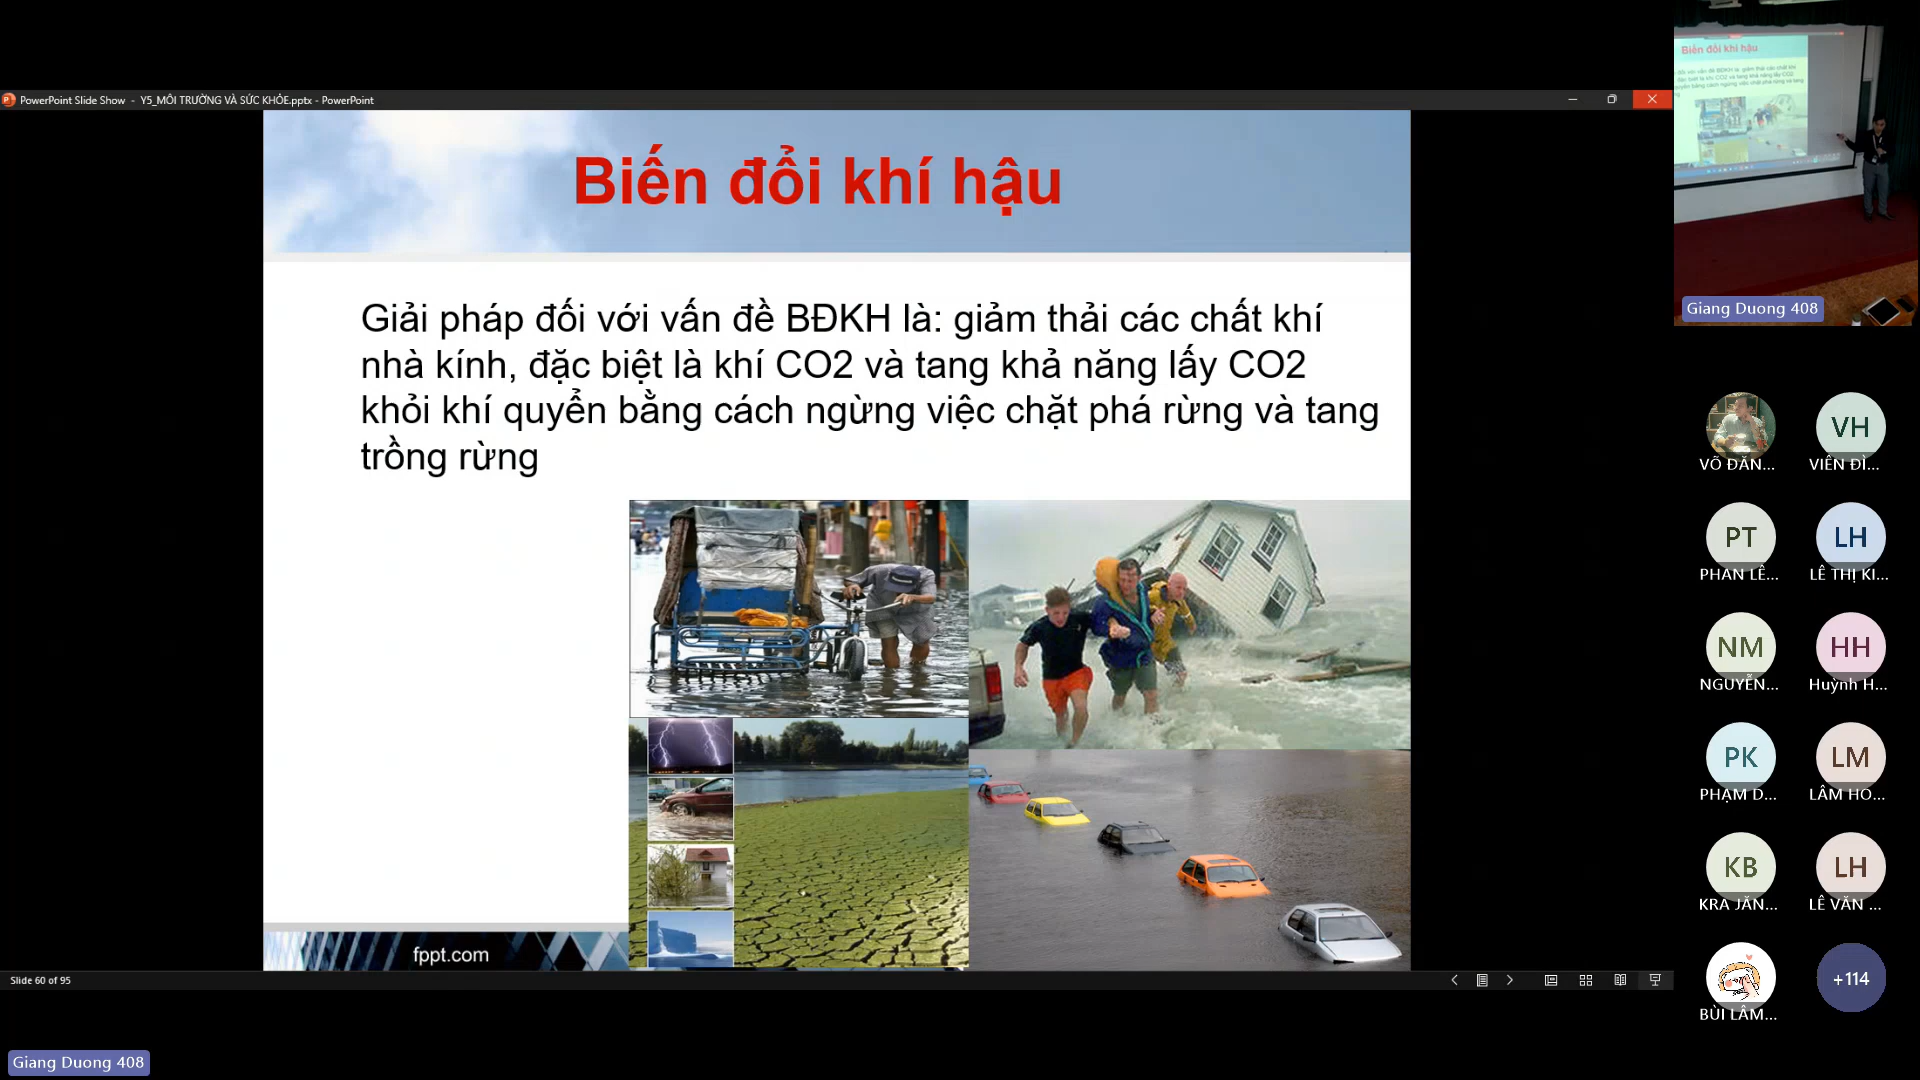 PowerPoint Slide Show - Y5_MÔI TRƯỜNG VÀ SỨC KHỎE.pptx - PowerPoint
Biến đổi khí hậu
Giải pháp đối với vấn đề BĐKH là: giảm thải các chất khí
nhà kính, đặc biệt là khí CO2 và tang khả năng lấy CO2
khỏi khí quyển bằng cách ngừng việc chặt phá rừng và tang
trồng rừng
fppt.com
Slide 60 of 95
Giang Duong 408
Biến đổi khí hậu
Giang Duong 408
VÕ ĐĂN...
VH
VIÊN ĐÌ...
PT
PHAN LÊ...
LH
LÊ THỊ KI...
NM
NGUYỄN...
HH
Huỳnh H...
PK
PHẠM D...
LM
LÂM HO...
KB
KRA JĂN...
LH
LÊ VĂN ...
BÙI LÂM...
+114